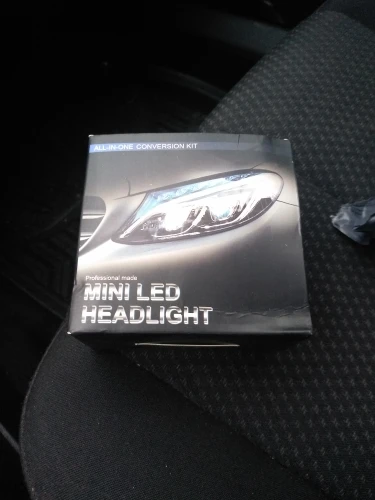 ALL-IN-ONE CONVERSION KIT
Professional made
MINI LED
HEADLIGHT